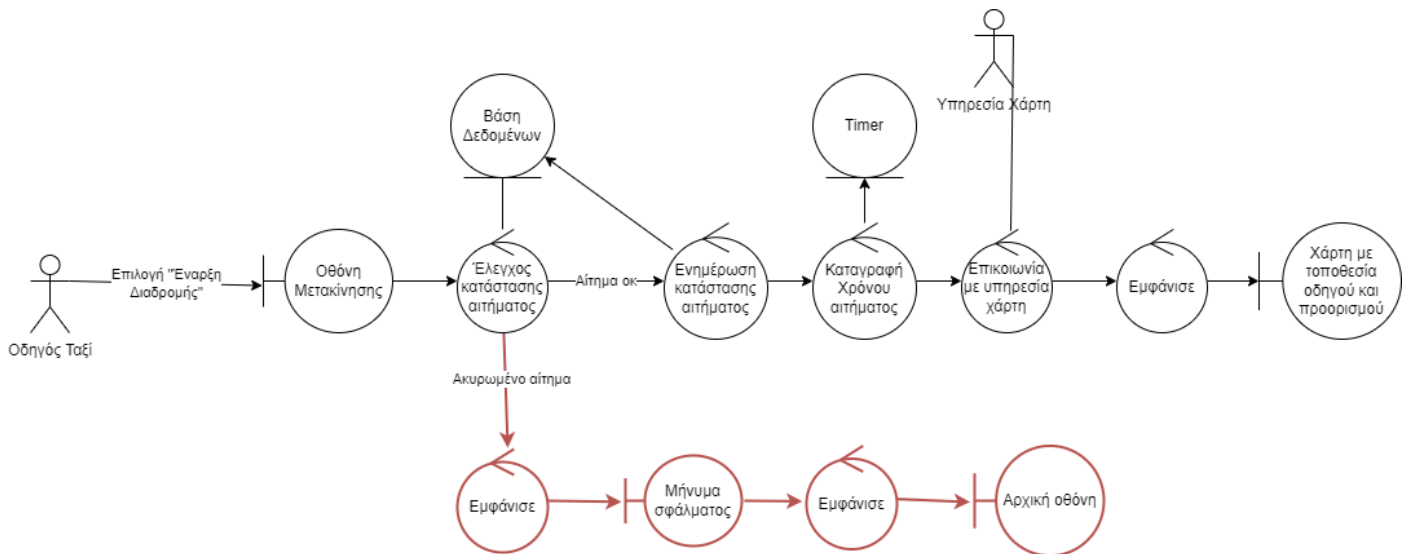 Υπηρεσία Χάρτη
Βάση
Δεδομένων
Timer
Οδηγός Ταξί
Επιλογή "Έναρξη
Διαδρομής"
Οθόνη
Μετακίνησης
Έλεγχος
κατάστασης
αιτήματος
Αίτημα οκ
Ενημέρωση
κατάστασης
αιτήματος
Καταγραφή
Χρόνου
αιτήματος
Επικοιωνία
με υπηρεσία
χάρτη
Εμφάνισε
Χάρτη με
τοποθεσία
οδηγού και
προορισμού
Ακυρωμένο αίτημα
Εμφάνισε
Μήνυμα
σφάλματος
Εμφάνισε
Αρχική οθόνη